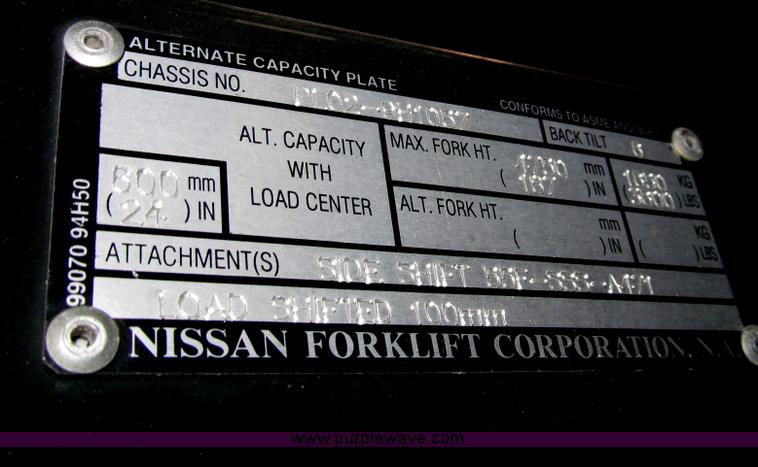 ALTERNATE CAPACITY PLATE
CHASSIS NO.
CONFORMS TO ASME/ANSI
BACK TILT
ALT. CAPACITY
WITH
LOAD CENTER
600 mm
(24) IN
MAX. FORK HT. mm
(187) IN
KG
LBS
ALT. FORK HT. mm
( ) IN
KG
( ) LBS
ATTACHMENT(S) SIDE SHIFT
LOAD SHIFTED 100mm
99070 94H50
NISSAN FORKLIFT CORPORATION, N.A.
www.purplewave.com